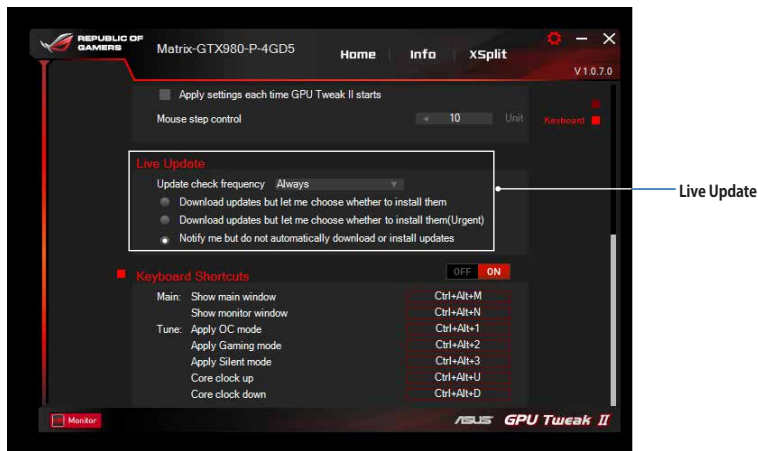 REPUBLIC OF
GAMERS
Matrix-GTX980-P-4GD5
Home
Info
XSplit
V 1.0.7.0
Apply settings each time GPU Tweak II starts
Mouse step control
10
Unit
Keyboard
Live Update
Update check frequency Always
Download updates but let me choose whether to install them
Download updates but let me choose whether to install them(Urgent)
Notify me but do not automatically download or install updates
Live Update
Keyboard Shortcuts
OFF ON
Main: Show main window Ctrl+Alt+M
Show monitor window Ctrl+Alt+N
Tune: Apply OC mode Ctrl+Alt+1
Apply Gaming mode Ctrl+Alt+2
Apply Silent mode Ctrl+Alt+3
Core clock up Ctrl+Alt+U
Core clock down Ctrl+Alt+D
Monitor
ASUS GPU Tweak II